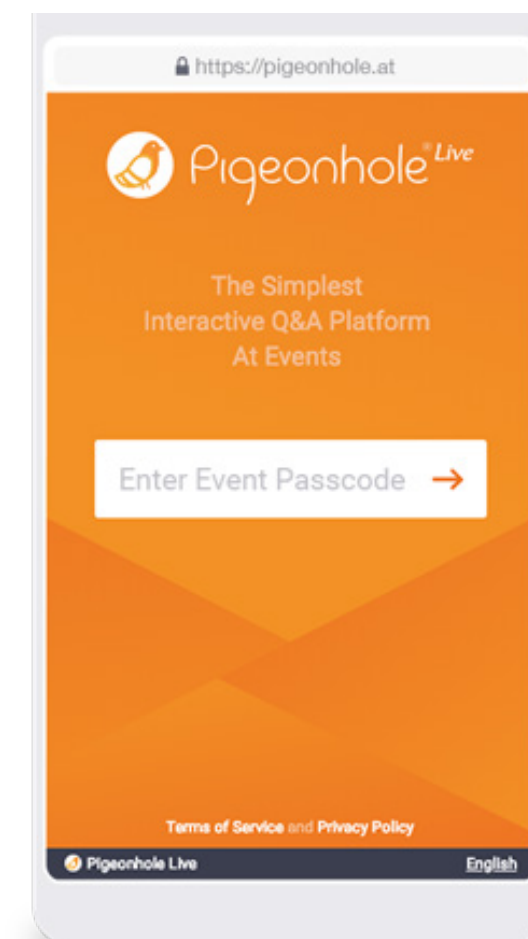 https://pigeonhole.at
Pigeonhole® Live
The Simplest
Interactive Q&A Platform
At Events
Enter Event Passcode →
Terms of Service and Privacy Policy
Pigeonhole Live English